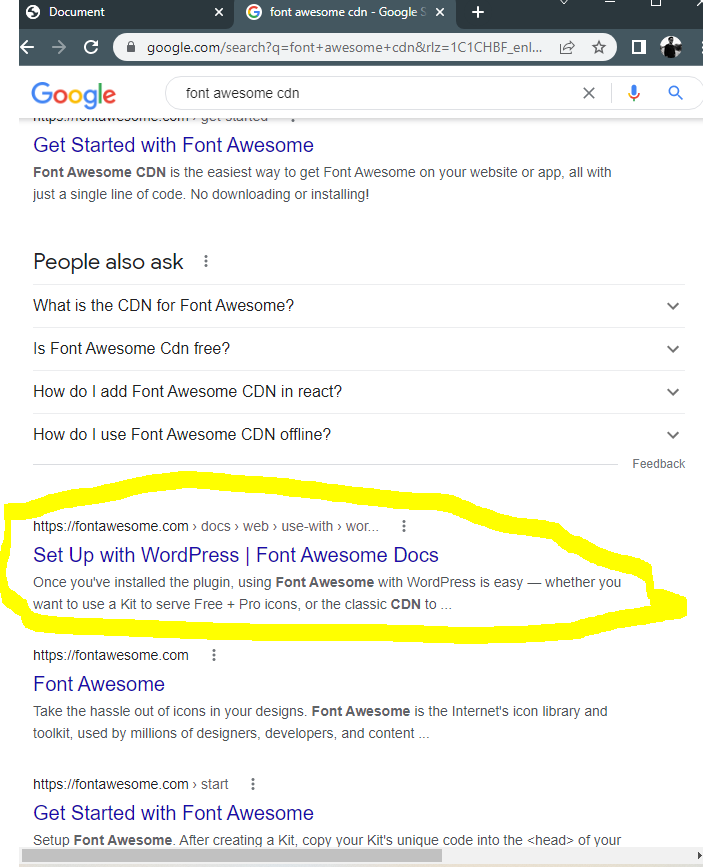 Document
font awesome cdn - Google S
google.com/search?q=font+awesome+cdn&rlz=1C1CHBF_enI...
Google
font awesome cdn
https://fontawesome.com › get-started
Get Started with Font Awesome
Font Awesome CDN is the easiest way to get Font Awesome on your website or app, all with
just a single line of code. No downloading or installing!
People also ask
What is the CDN for Font Awesome?
Is Font Awesome Cdn free?
How do I add Font Awesome CDN in react?
How do I use Font Awesome CDN offline?
Feedback
https://fontawesome.com › docs › web › use-with › wor...
Set Up with WordPress | Font Awesome Docs
Once you've installed the plugin, using Font Awesome with WordPress is easy — whether you
want to use a Kit to serve Free + Pro icons, or the classic CDN to ...
https://fontawesome.com
Font Awesome
Take the hassle out of icons in your designs. Font Awesome is the Internet's icon library and
toolkit, used by millions of designers, developers, and content ...
https://fontawesome.com › start
Get Started with Font Awesome
Setup Font Awesome. After creating a Kit, copy your Kit's unique code into the <head> of your